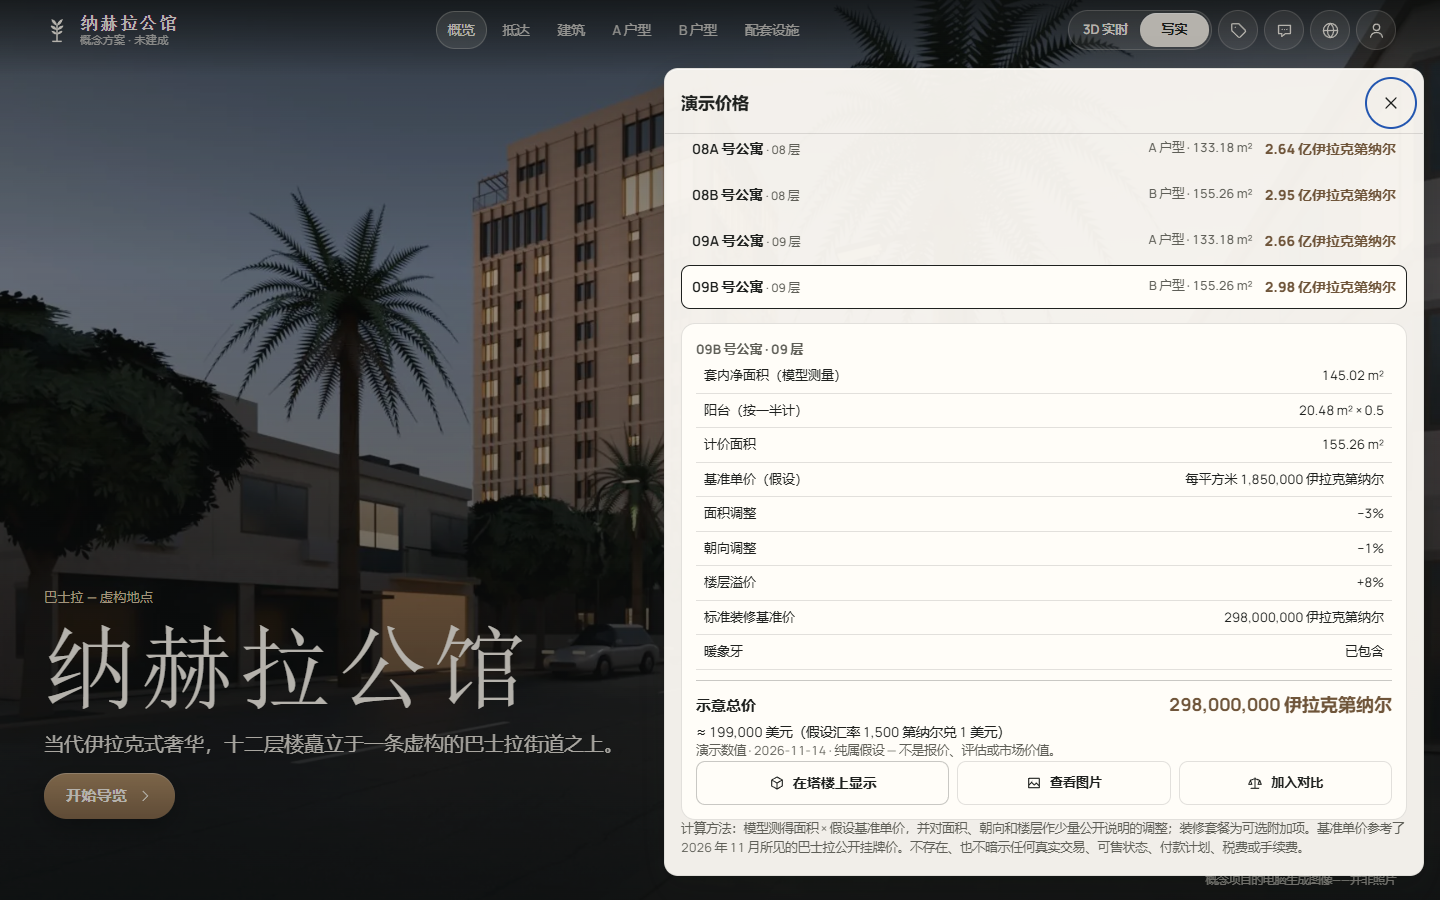 纳赫拉公馆
概念方案 · 未建成
概览
抵达
建筑
A 户型
B 户型
配套设施
3D 实时
写实
演示价格
08A 号公寓 · 08 层
A 户型 · 133.18 m²
2.64 亿伊拉克第纳尔
08B 号公寓 · 08 层
B 户型 · 155.26 m²
2.95 亿伊拉克第纳尔
09A 号公寓 · 09 层
A 户型 · 133.18 m²
2.66 亿伊拉克第纳尔
09B 号公寓 · 09 层
B 户型 · 155.26 m²
2.98 亿伊拉克第纳尔
09B 号公寓 · 09 层
套内净面积（模型测量）
145.02 m²
阳台（按一半计）
20.48 m² × 0.5
计价面积
155.26 m²
基准单价（假设）
每平方米 1,850,000 伊拉克第纳尔
面积调整
−3%
朝向调整
−1%
楼层溢价
+8%
标准装修基准价
298,000,000 伊拉克第纳尔
暖象牙
已包含
示意总价
298,000,000 伊拉克第纳尔
≈ 199,000 美元（假设汇率 1,500 第纳尔兑 1 美元）
演示数值 · 2026-11-14 · 纯属假设 — 不是报价、评估或市场价值。
在塔楼上显示
查看图片
加入对比
计算方法：模型测得面积 × 假设基准单价，并对面积、朝向和楼层作少量公开说明的调整；装修套餐为可选附加项。基准单价参考了
2026 年 11 月所见的巴士拉公开挂牌价。不存在、也不暗示任何真实交易、可售状态、付款计划、税费或手续费。
巴士拉 — 虚构地点
纳赫拉公馆
当代伊拉克式奢华，十二层楼矗立于一条虚构的巴士拉街道之上。
开始导览
概念项目的电脑生成图像——并非照片